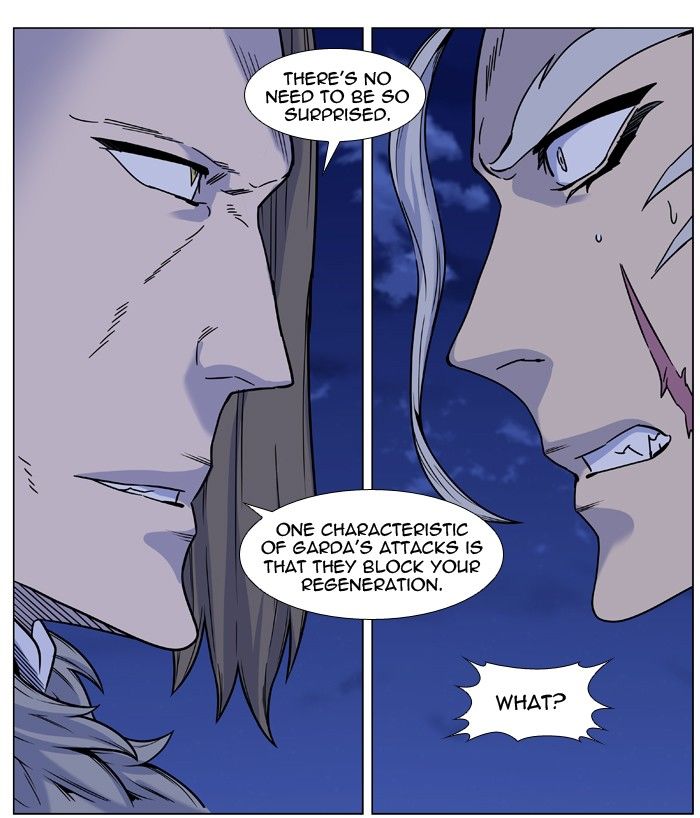 THERE'S NO
NEED TO BE SO
SURPRISED.
ONE CHARACTERISTIC
OF GARDA'S ATTACKS IS
THAT THEY BLOCK YOUR
REGENERATION.
WHAT?